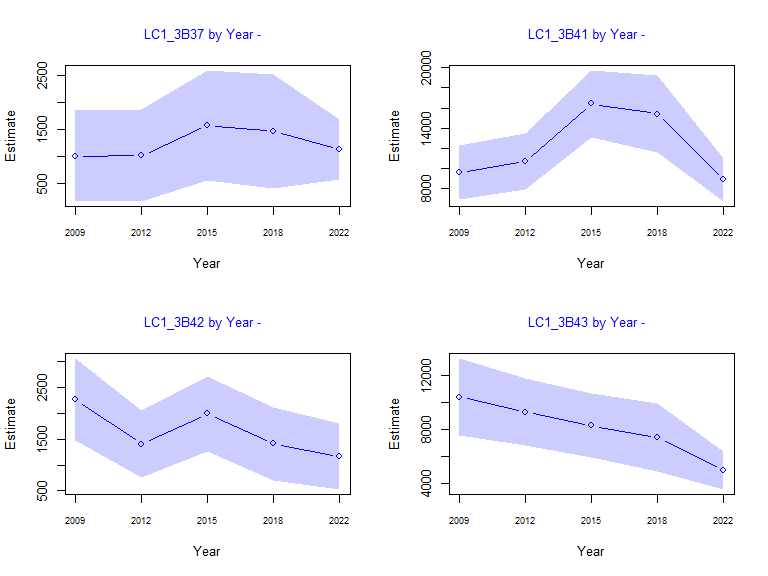 LC1_3B37 by Year -
Estimate
2500
1500
500
2009 2012 2015 2018 2022
Year
LC1_3B41 by Year -
Estimate
20000
14000
8000
2009 2012 2015 2018 2022
Year
LC1_3B42 by Year -
Estimate
2500
1500
500
2009 2012 2015 2018 2022
Year
LC1_3B43 by Year -
Estimate
12000
8000
4000
2009 2012 2015 2018 2022
Year